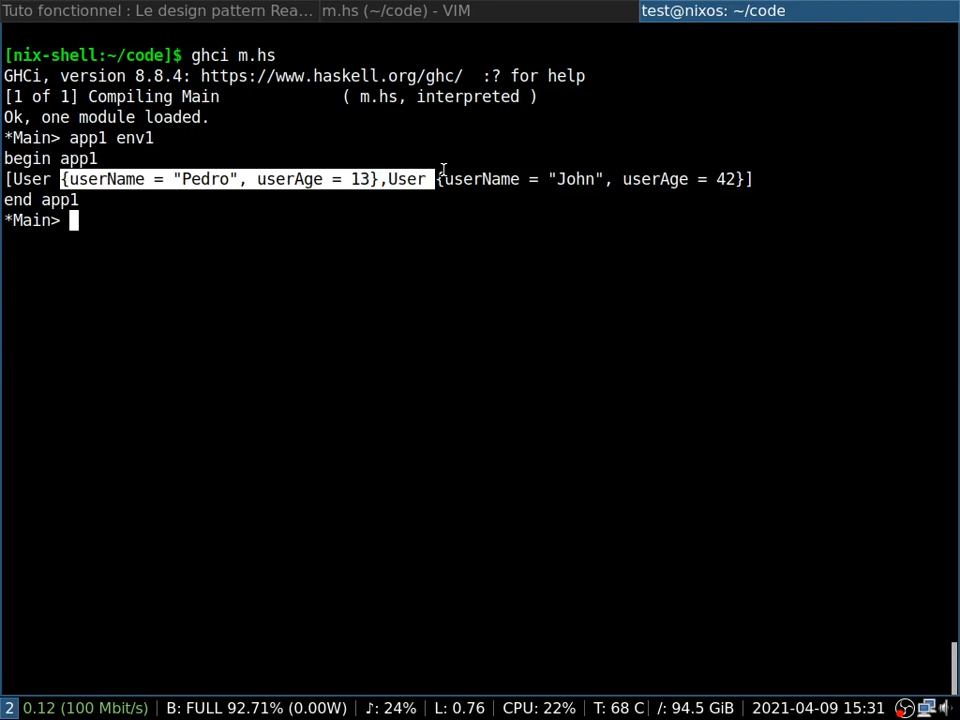 Tuto fonctionnel : Le design pattern Rea... m.hs (~/code) - VIM test@nixos: ~/code
[nix-shell:~/code]$ ghci m.hs
GHCi, version 8.8.4: https://www.haskell.org/ghc/  :? for help
[1 of 1] Compiling Main             ( m.hs, interpreted )
Ok, one module loaded.
*Main> app1 env1
begin app1
[User {userName = "Pedro", userAge = 13},User {userName = "John", userAge = 42}]
end app1
*Main>
2 0.12 (100 Mbit/s) | B: FULL 92.71% (0.00W) | ♪: 24% | L: 0.76 | CPU: 22% | T: 68 C | /: 94.5 GiB | 2021-04-09 15:31